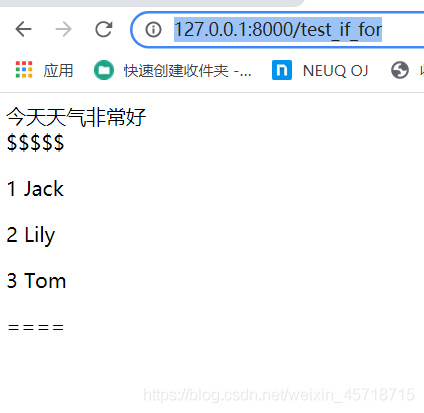 127.0.0.1:8000/test_if_for
应用 快速创建收件夹 -... NEUQ OJ
今天天气非常好
$$$$$
1 Jack
2 Lily
3 Tom
====
https://blog.csdn.net/weixin_45718715